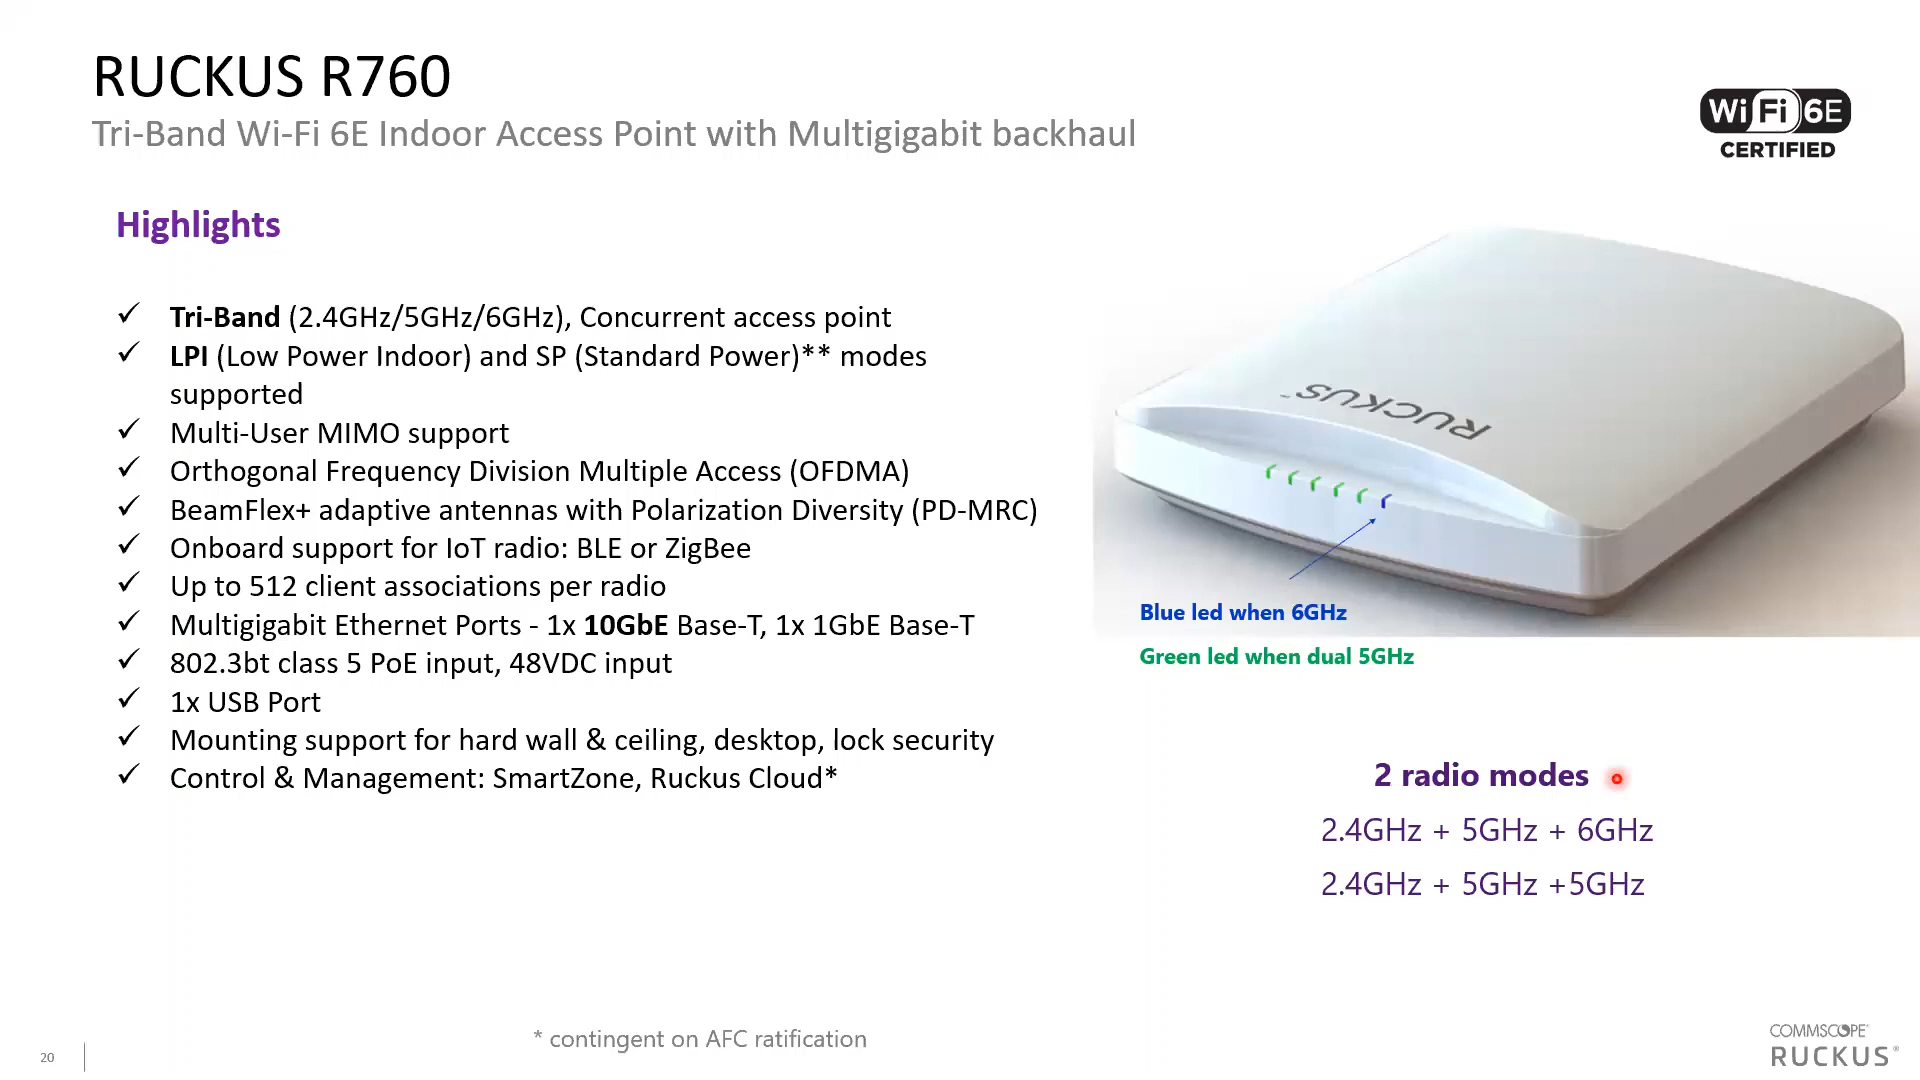 RUCKUS R760
Tri-Band Wi-Fi 6E Indoor Access Point with Multigigabit backhaul
Wi Fi 6E
CERTIFIED
Highlights
Tri-Band (2.4GHz/5GHz/6GHz), Concurrent access point
LPI (Low Power Indoor) and SP (Standard Power)** modes
supported
Multi-User MIMO support
Orthogonal Frequency Division Multiple Access (OFDMA)
BeamFlex+ adaptive antennas with Polarization Diversity (PD-MRC)
Onboard support for IoT radio: BLE or ZigBee
Up to 512 client associations per radio
Multigigabit Ethernet Ports - 1x 10GbE Base-T, 1x 1GbE Base-T
802.3bt class 5 PoE input, 48VDC input
1x USB Port
Mounting support for hard wall & ceiling, desktop, lock security
Control & Management: SmartZone, Ruckus Cloud*
RUCKUS™
Blue led when 6GHz
Green led when dual 5GHz
2 radio modes
2.4GHz + 5GHz + 6GHz
2.4GHz + 5GHz +5GHz
* contingent on AFC ratification
20
COMMSCOPE®
RUCKUS®